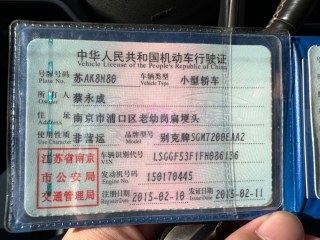 中华人民共和国机动车行驶证
Vehicle License of the People's Republic of China
号牌号码 Plate No. 苏AK8H80 车辆类型 Vehicle Type 小型轿车
所有人 Owner 蔡永成
住址 Address 南京市浦口区老幼岗扁埂头
使用性质 Use Character 非营运 品牌型号 Model 别克牌SGM7200EAA2
江苏省南京
市公安局
交通管理局
车辆识别代号 VIN LSGGF53F1FH086156
发动机号码 Engine No. 150170445
注册日期 Register Date 2015-02-10 发证日期 Issue Date 2015-02-11